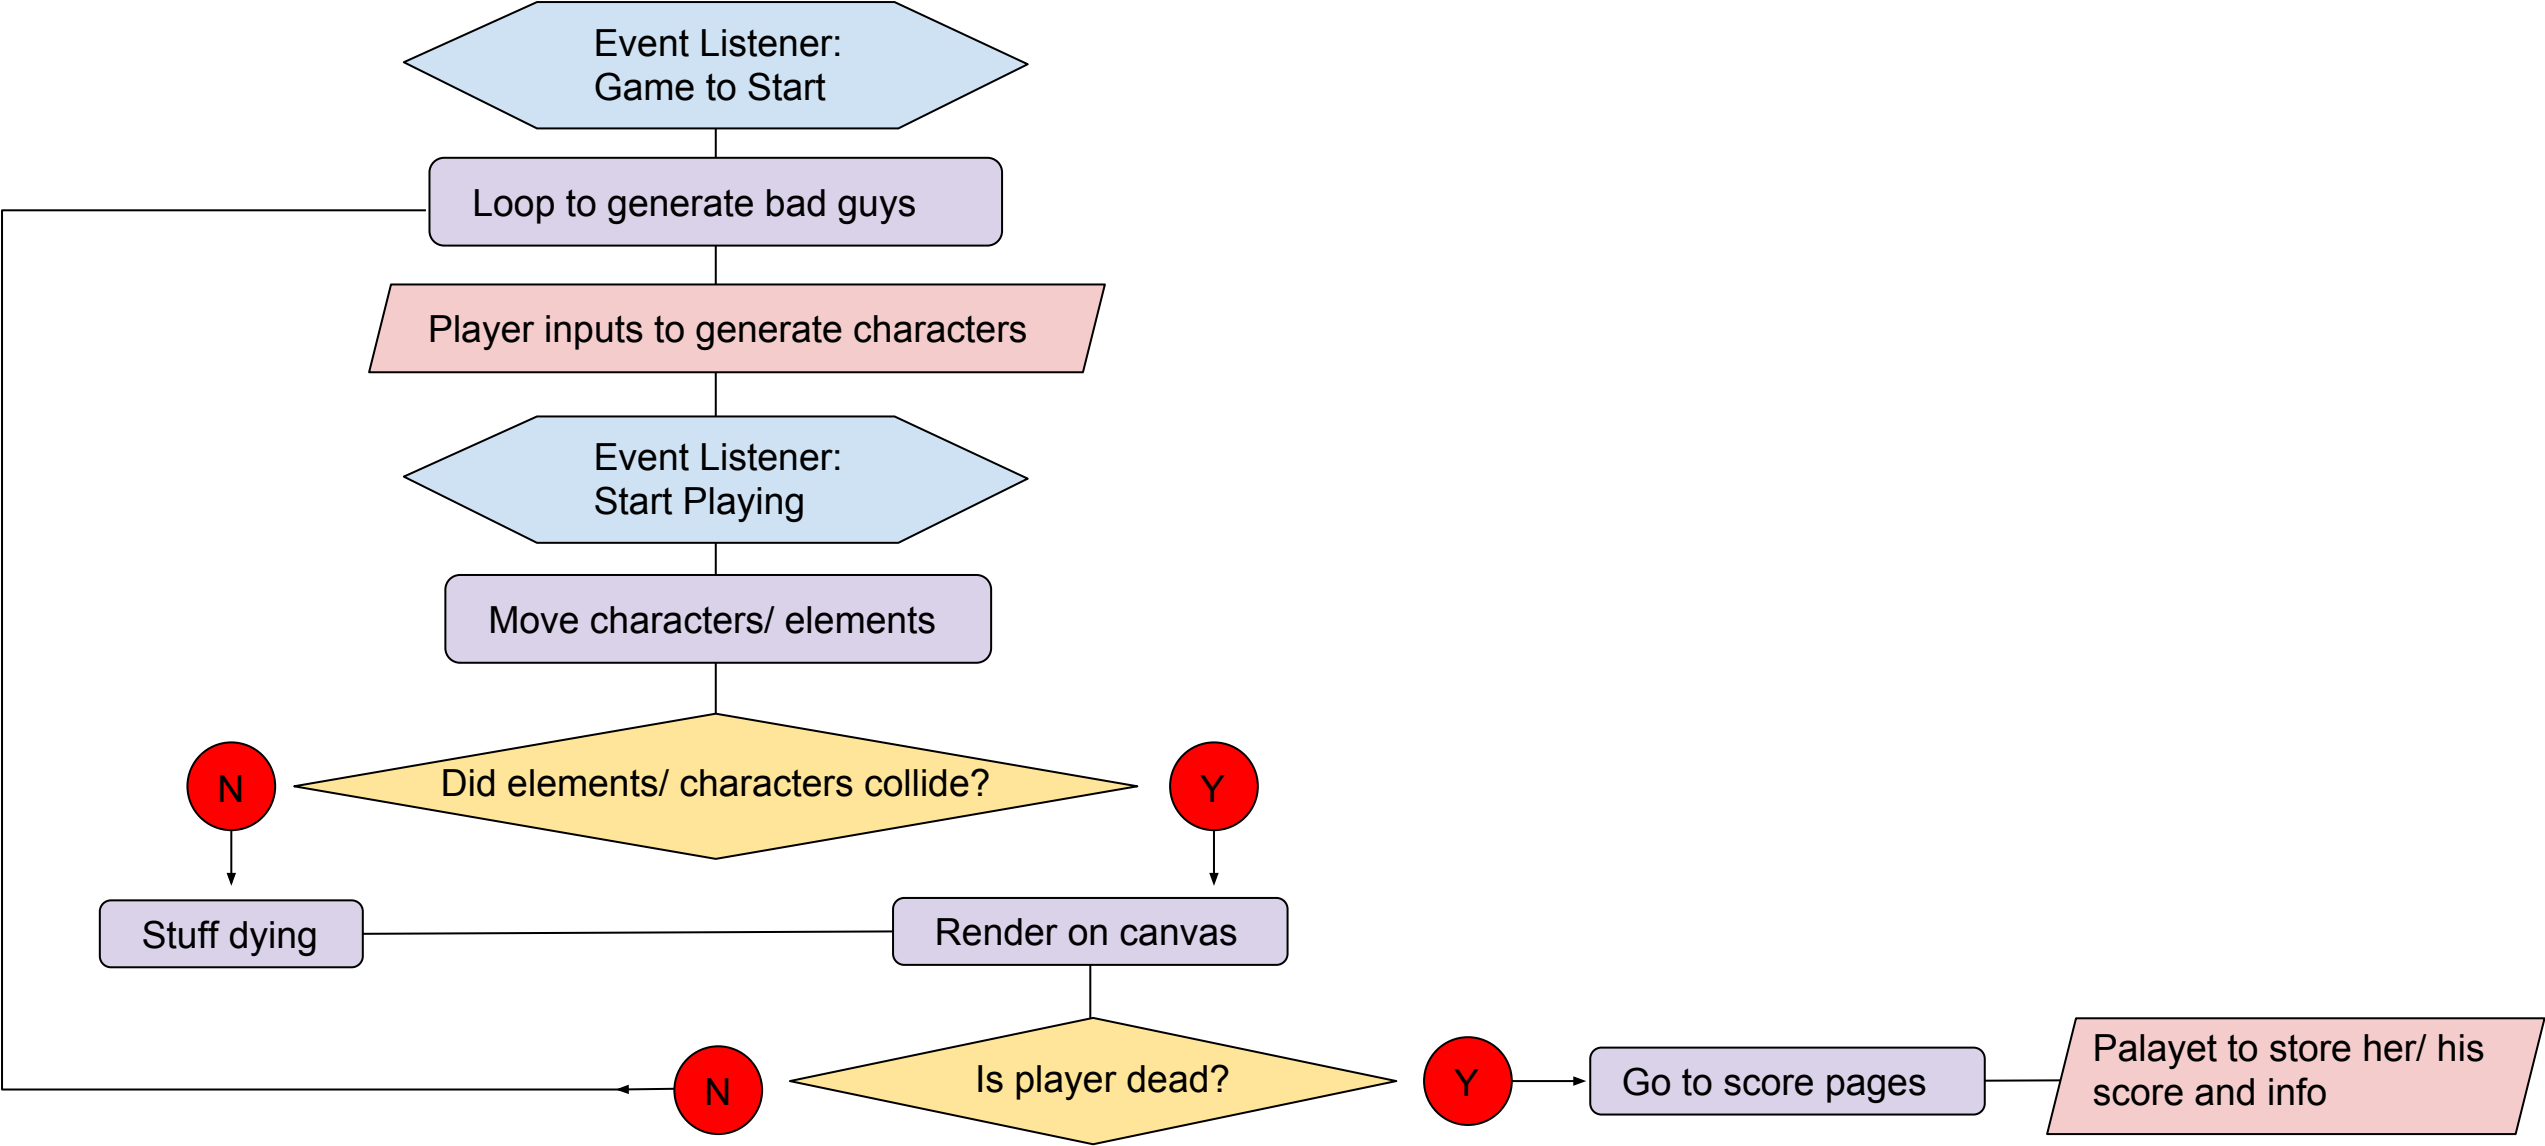 Event Listener:
Game to Start
Loop to generate bad guys
Player inputs to generate characters
Event Listener:
Start Playing
Move characters/ elements
N
Did elements/ characters collide?
Y
Stuff dying
Render on canvas
N
Is player dead?
Y
Go to score pages
Palayet to store her/ his
score and info